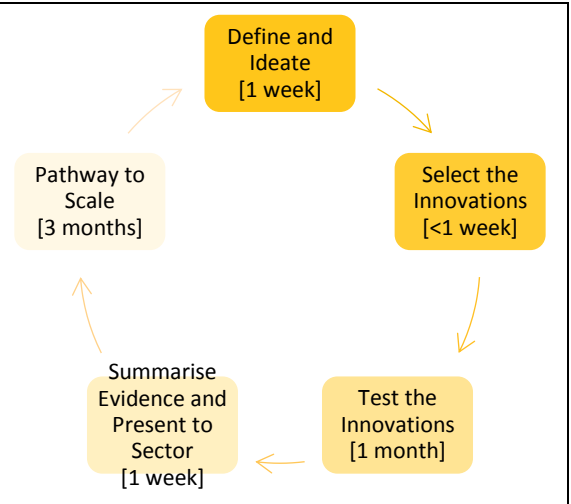 Define and
Ideate
[1 week]
Select the
Innovations
[<1 week]
Test the
Innovations
[1 month]
Summarise
Evidence and
Present to
Sector
[1 week]
Pathway to
Scale
[3 months]